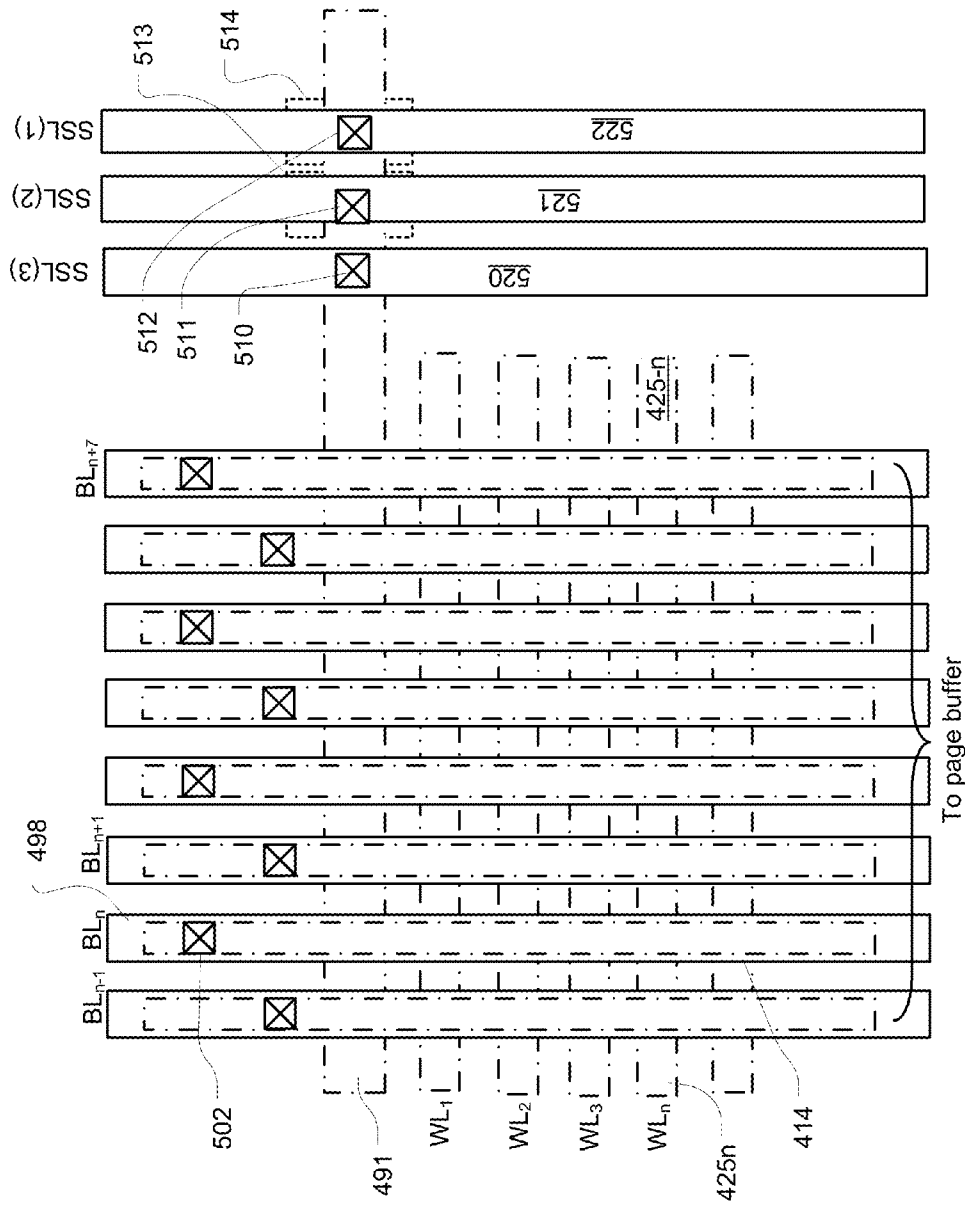 SSL(3)
SSL(2)
SSL(1)
513
514
512
511
510
520
521
522
498
BLn-1
BLn
BLn+1
BLn+7
502
491
WL1
WL2
WL3
WLn
425n
425-n
414
To page buffer